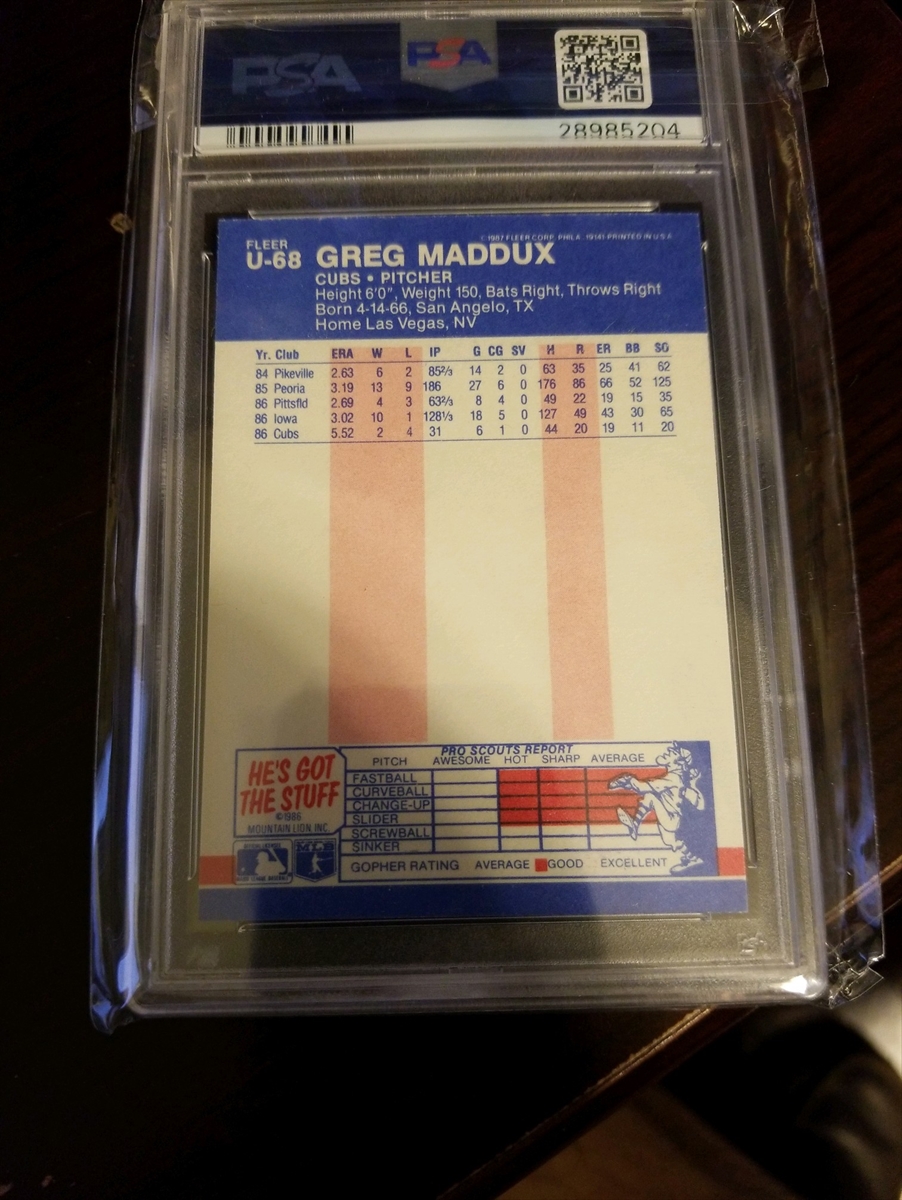 PSA
PSA
28985204
FLEER
© 1987 FLEER CORP. PHILA. 19141 PRINTED IN U.S.A.
U-68 GREG MADDUX
CUBS • PITCHER
Height 6'0", Weight 150, Bats Right, Throws Right
Born 4-14-66, San Angelo, TX
Home Las Vegas, NV
Yr. Club ERA W L IP G CG SV H R ER BB SO
84 Pikeville 2.63 6 2 85⅔ 14 2 0 63 35 25 41 62
85 Peoria 3.19 13 9 186 27 6 0 176 86 66 52 125
86 Pittsfld 2.69 4 3 63⅔ 8 4 0 49 22 19 15 35
86 Iowa 3.02 10 1 128⅓ 18 5 0 127 49 43 30 65
86 Cubs 5.52 2 4 31 6 1 0 44 20 19 11 20
HE'S GOT
THE STUFF
©1986
MOUNTAIN LION, INC.
PRO SCOUTS REPORT
PITCH AWESOME HOT SHARP AVERAGE
FASTBALL
CURVEBALL
CHANGE-UP
SLIDER
SCREWBALL
SINKER
GOPHER RATING AVERAGE GOOD EXCELLENT